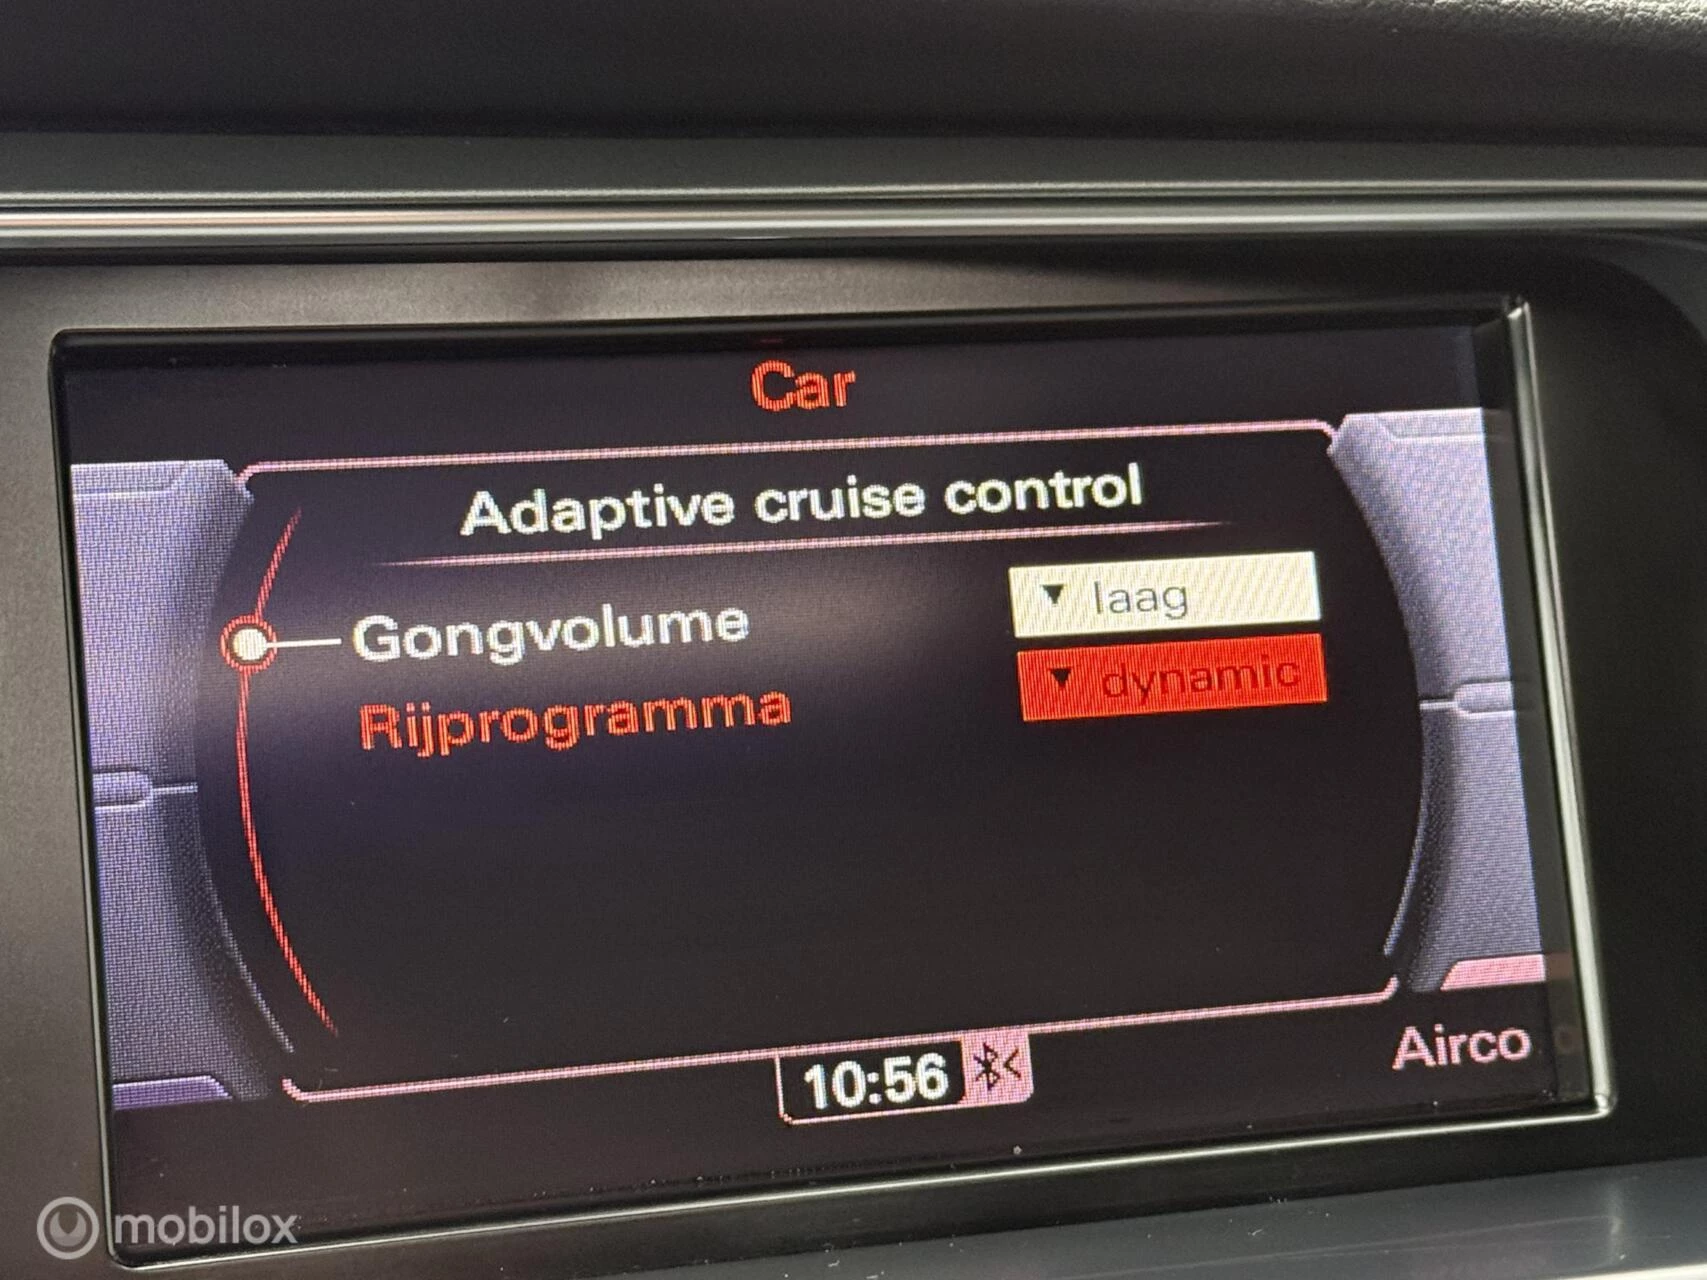 Car
Adaptive cruise control
Gongvolume ▼ laag
Rijprogramma ▼ dynamic
10:56
Airco
mobilox